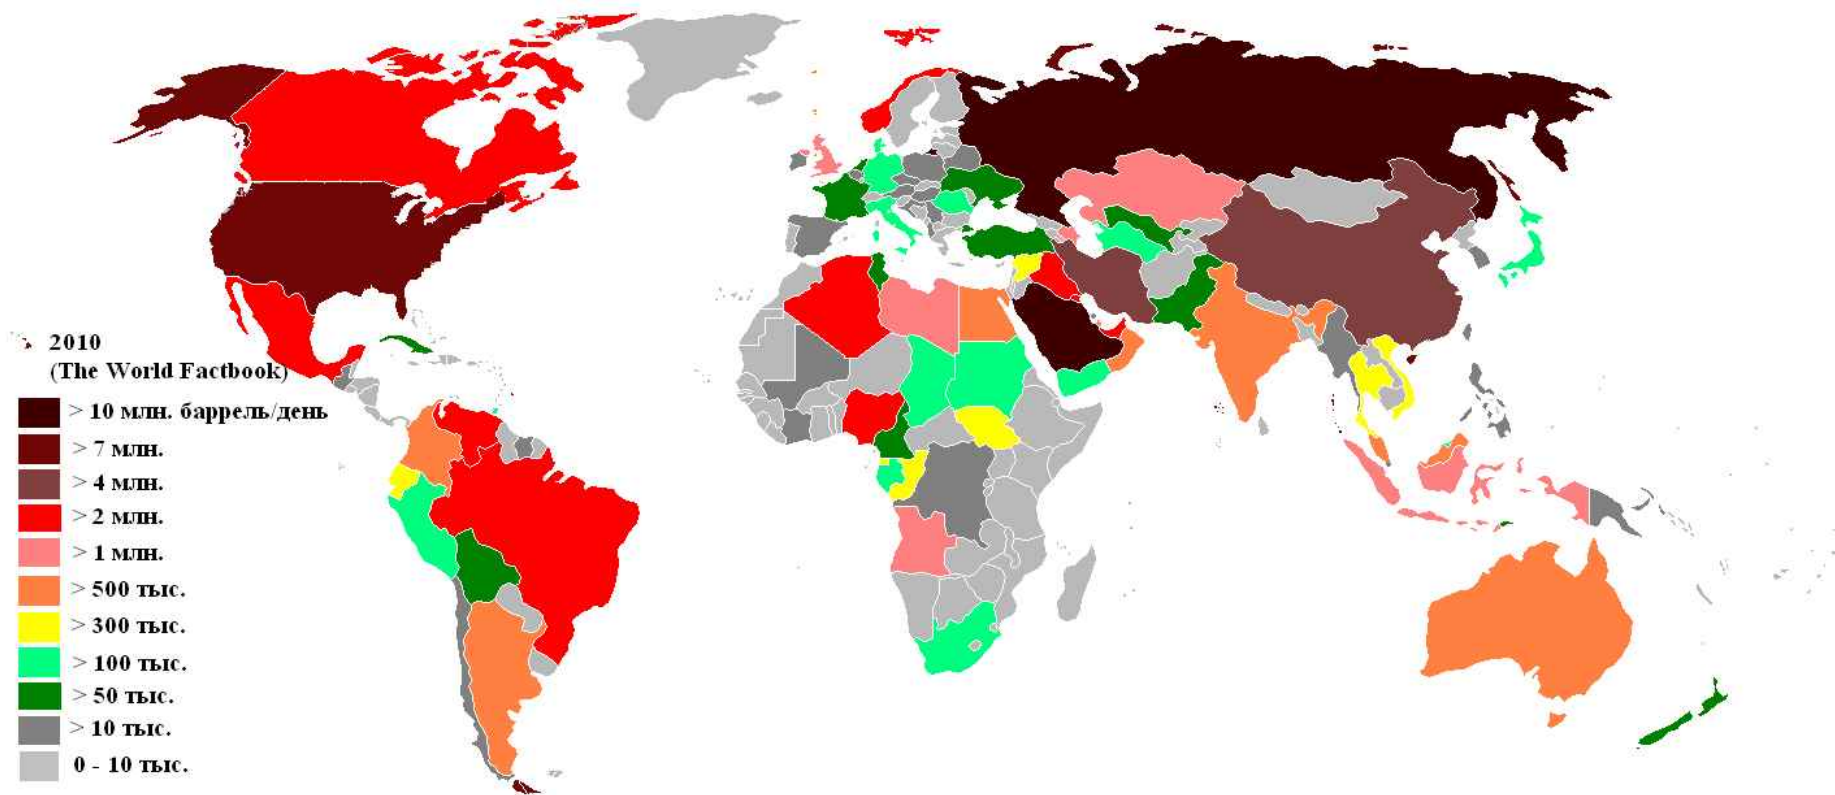 2010
(The World Factbook)
> 10 млн. баррель/день
> 7 млн.
> 4 млн.
> 2 млн.
> 1 млн.
> 500 тыс.
> 300 тыс.
> 100 тыс.
> 50 тыс.
> 10 тыс.
0 - 10 тыс.